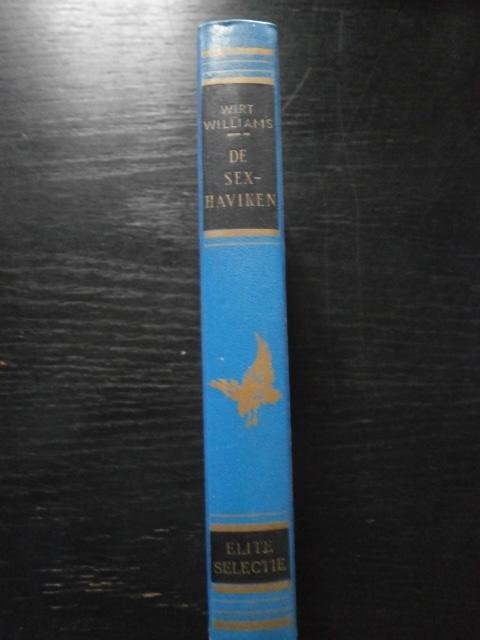 WIRT
WILLIAMS
DE
SEX-
HAVIKEN
ELITE
SELECTIE